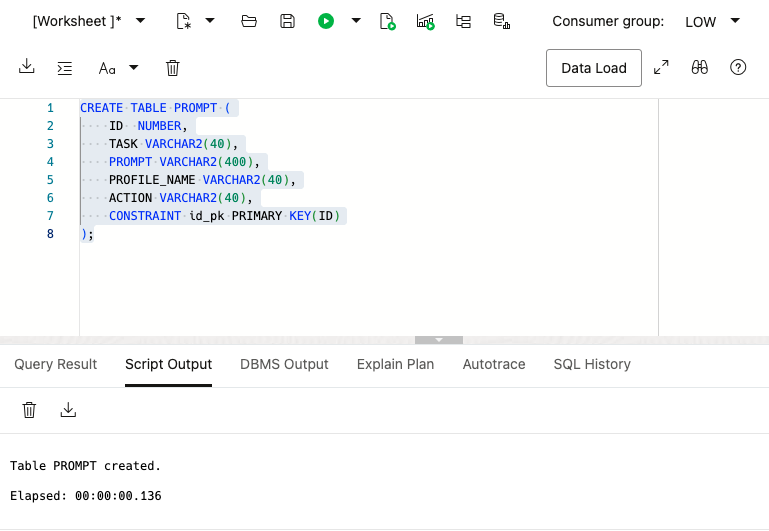 [Worksheet ]* Consumer group: LOW
Aa Data Load
1 CREATE TABLE PROMPT (
2 ID NUMBER,
3 TASK VARCHAR2(40),
4 PROMPT VARCHAR2(400),
5 PROFILE_NAME VARCHAR2(40),
6 ACTION VARCHAR2(40),
7 CONSTRAINT id_pk PRIMARY KEY(ID)
8 );
Query Result Script Output DBMS Output Explain Plan Autotrace SQL History
Table PROMPT created.
Elapsed: 00:00:00.136